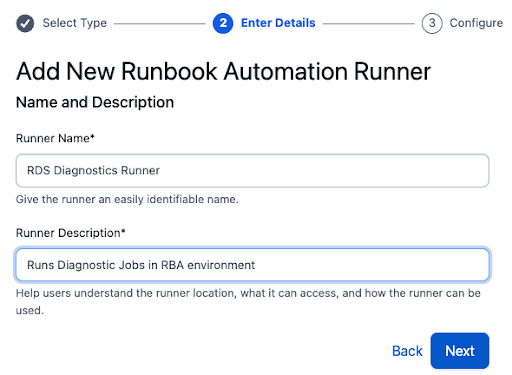 Select Type
2 Enter Details
3 Configure
Add New Runbook Automation Runner
Name and Description
Runner Name*
RDS Diagnostics Runner
Give the runner an easily identifiable name.
Runner Description*
Runs Diagnostic Jobs in RBA environment
Help users understand the runner location, what it can access, and how the runner can be
used.
Back
Next